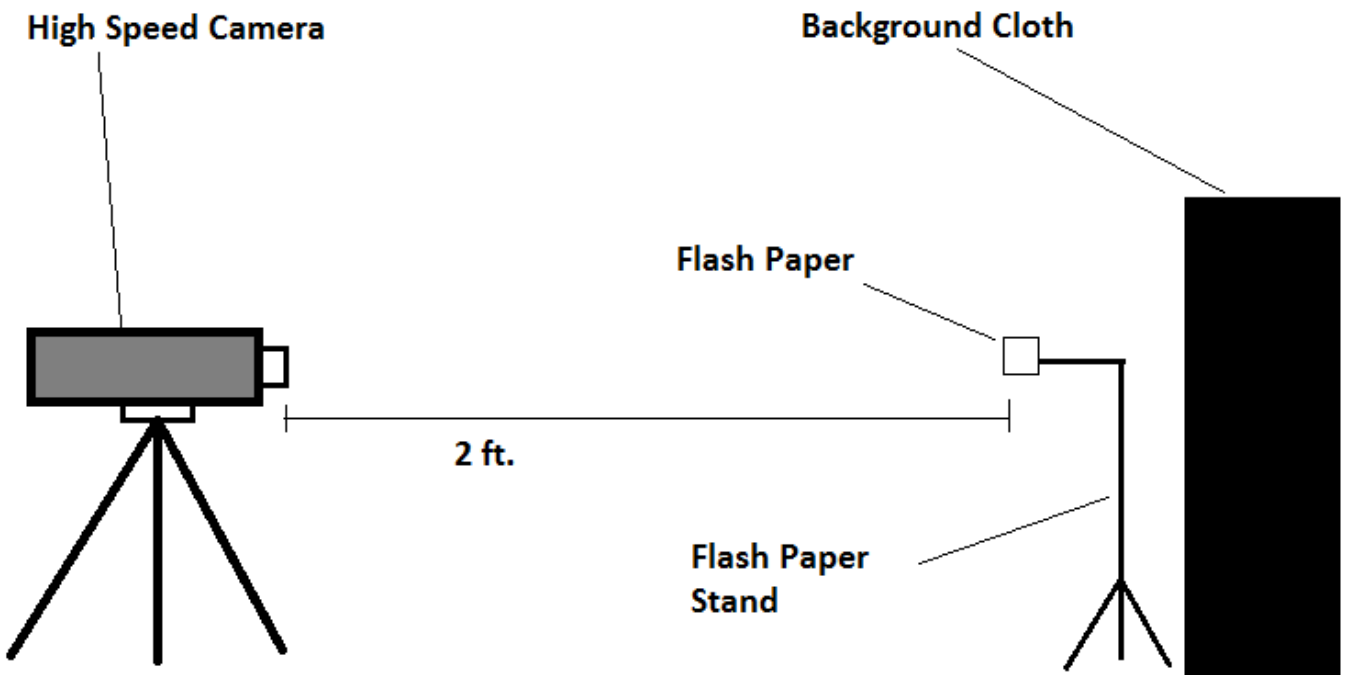 High Speed Camera
Background Cloth
Flash Paper
2 ft.
Flash Paper
Stand